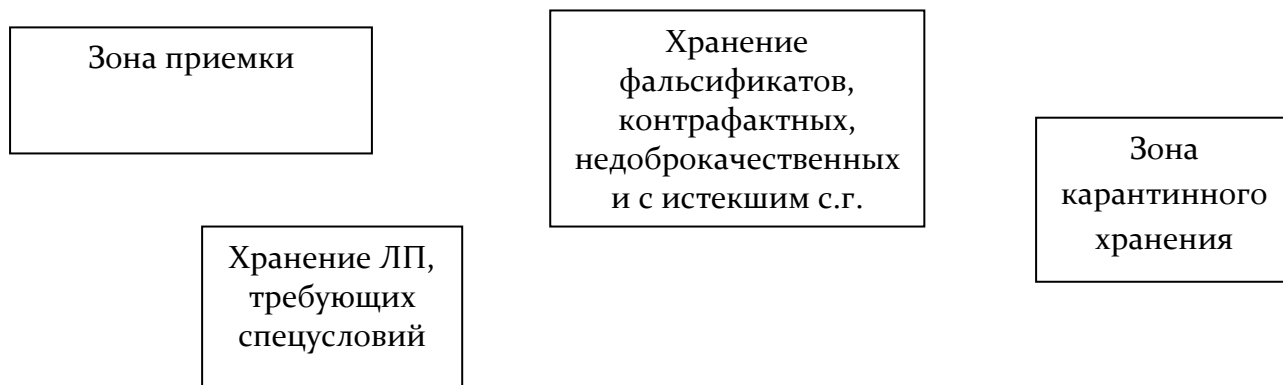 Зона приемки
Хранение
фальсификатов,
контрафактных,
недоброкачественных
и с истекшим с.г.
Зона
карантинного
хранения
Хранение ЛП,
требующих
спецусловий